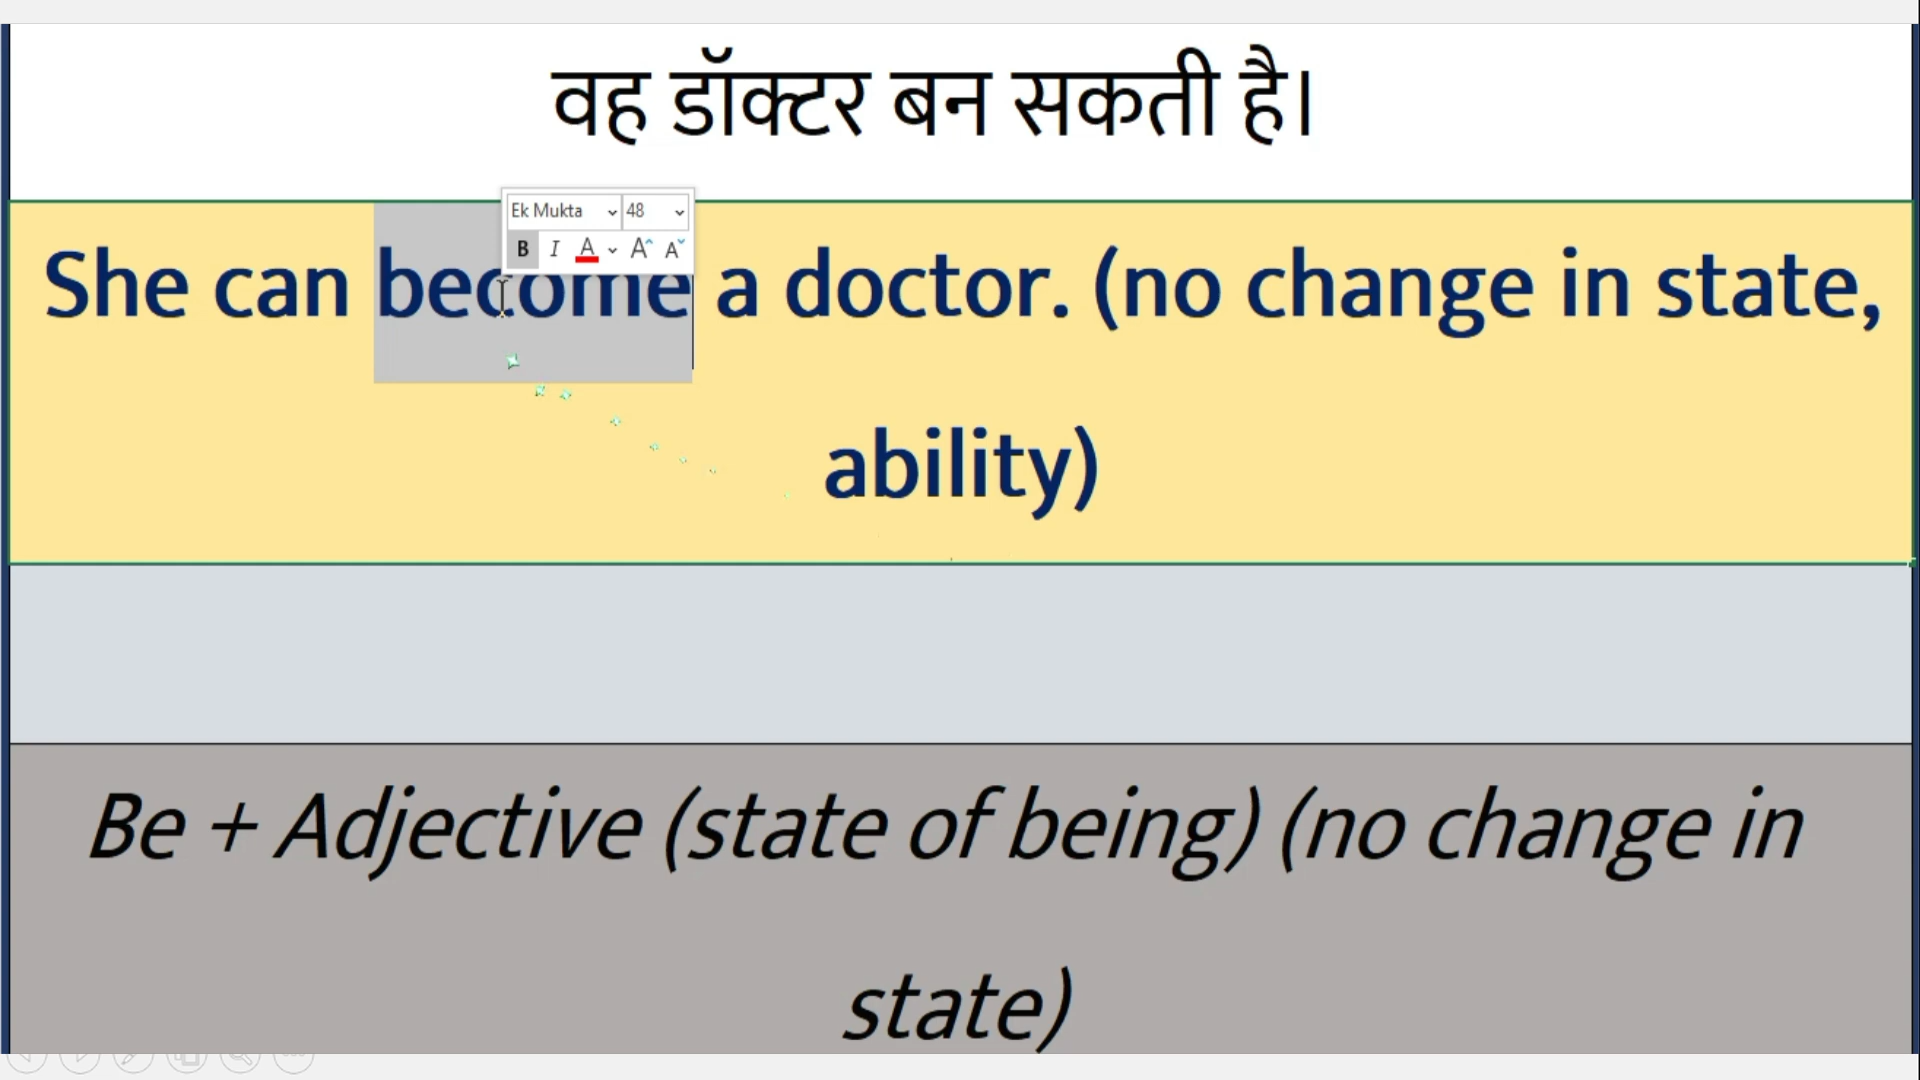 वह डॉक्टर बन सकती है।
Ek Mukta 48
B I A A A
She can become a doctor. (no change in state,
ability)
Be + Adjective (state of being) (no change in
state)